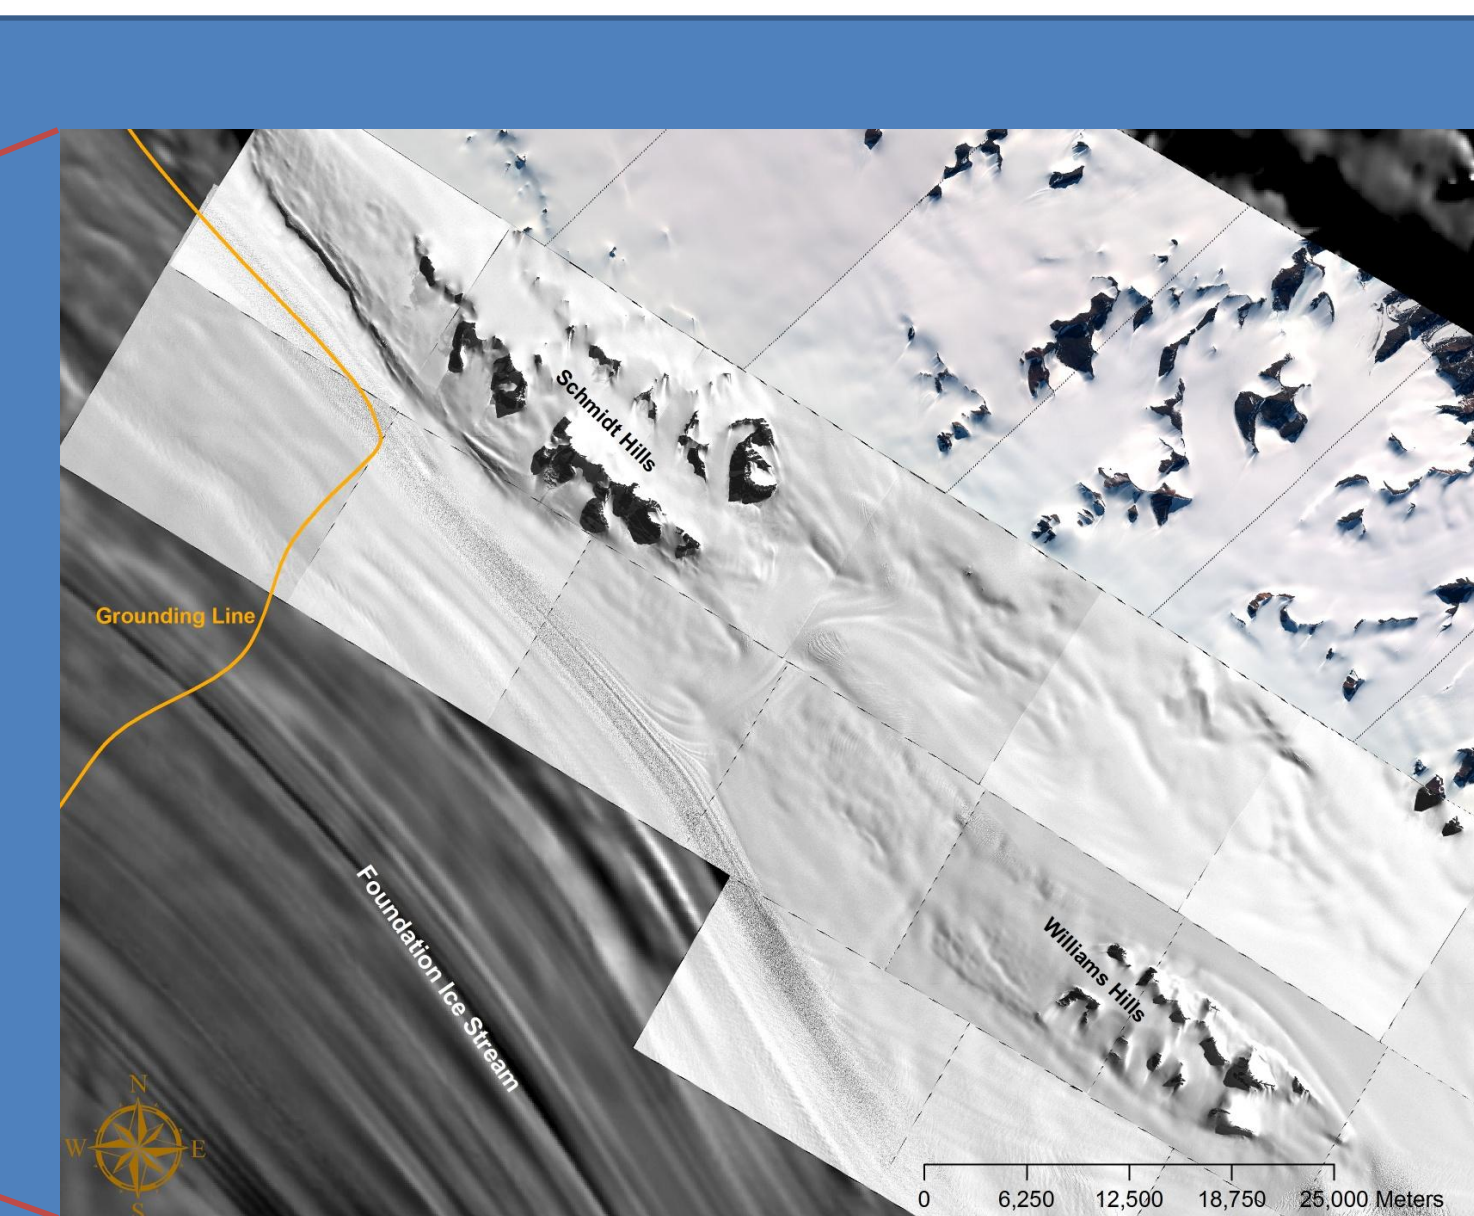 Schmidt Hills
Grounding Line
Foundation Ice Stream
Williams Hills
N
W E
S
0 6,250 12,500 18,750 25,000 Meters